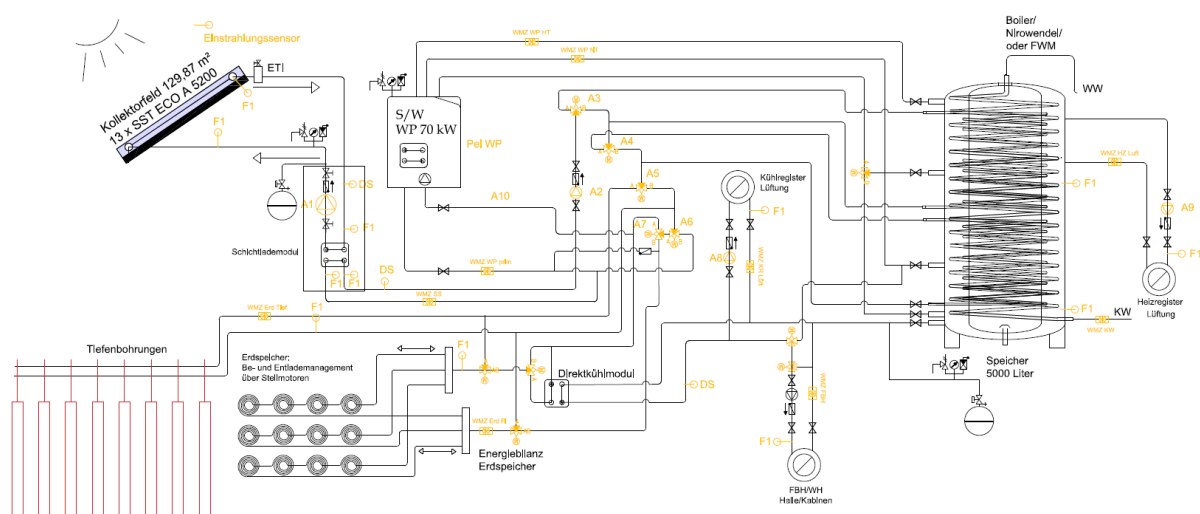 EInstrahlungssensor
Kollektorfeld 129,87 m²
13 x SST ECO A 5200
ETI
F1
F1
DS
A1
F1
Schichtlademodul
F1
F1
DS
S/W
WP 70 kW
Pel WP
WMZ WP HT
WMZ WP NT
A3
A4
A5
A2
A10
A7
A6
WMZ WP prim
WMZ SS
Kühlregister
Lüftung
F1
A8
Boiler/
NIrowendel/
oder FWM
WW
WMZ HZ Luft
F1
A9
F1
Heizregister
Lüftung
F1
KW
WMZ KW
Speicher
5000 Liter
WMZ Erd Tief
F1
Tiefenbohrungen
Erdspeicher:
Be- und Entlademanagement
über Stellmotoren
F1
WMZ Erd Fl
DIrektkühlmodul
DS
EnergiebIlanz
Erdspeicher
F1
FBH/WH
Halle/KabInen